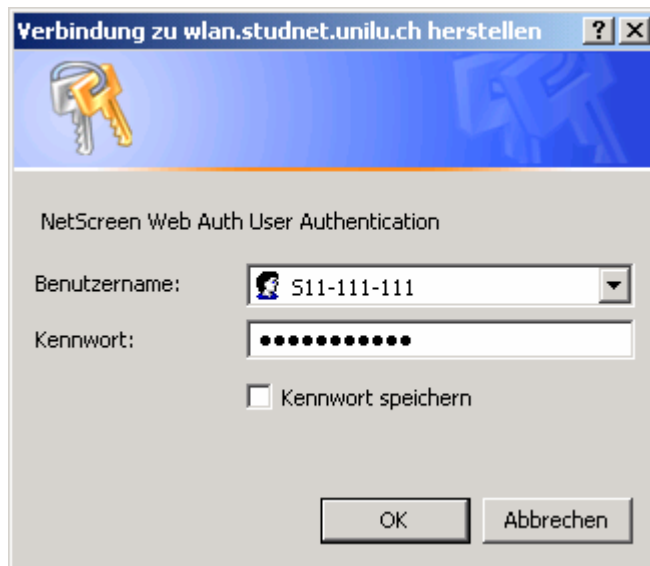 Verbindung zu wlan.studnet.unilu.ch herstellen
NetScreen Web Auth User Authentication
Benutzername: S11-111-111
Kennwort: ●●●●●●●●●●●
Kennwort speichern
OK Abbrechen